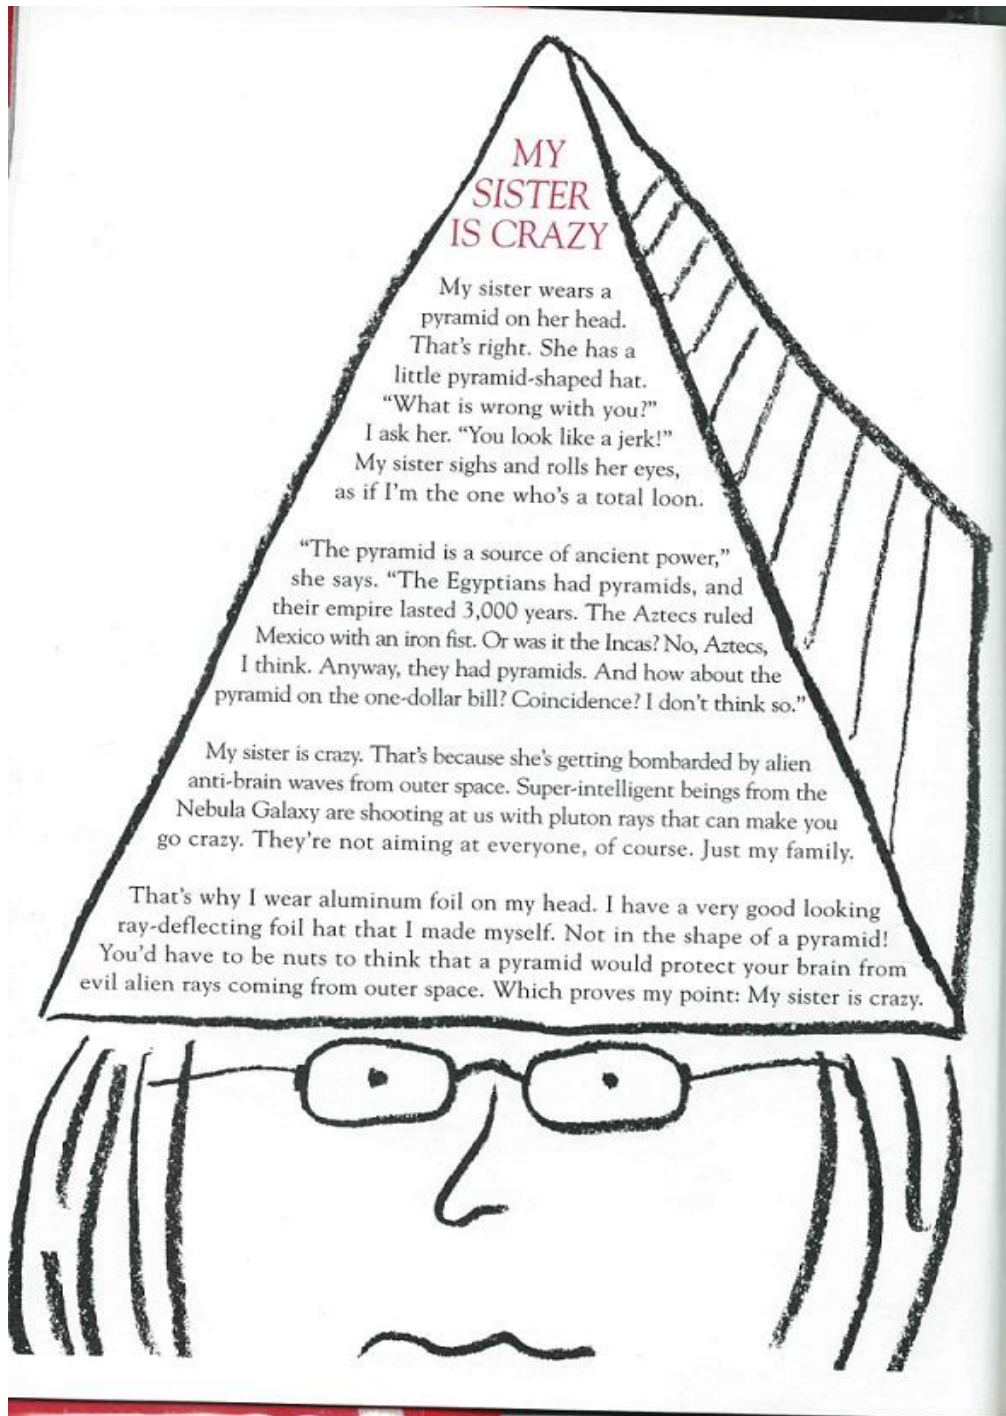 MY
SISTER
IS CRAZY
My sister wears a
pyramid on her head.
That's right. She has a
little pyramid-shaped hat.
“What is wrong with you?”
I ask her. “You look like a jerk!”
My sister sighs and rolls her eyes,
as if I'm the one who's a total loon.
“The pyramid is a source of ancient power,”
she says. “The Egyptians had pyramids, and
their empire lasted 3,000 years. The Aztecs ruled
Mexico with an iron fist. Or was it the Incas? No, Aztecs,
I think. Anyway, they had pyramids. And how about the
pyramid on the one-dollar bill? Coincidence? I don't think so.”
My sister is crazy. That's because she's getting bombarded by alien
anti-brain waves from outer space. Super-intelligent beings from the
Nebula Galaxy are shooting at us with pluton rays that can make you
go crazy. They're not aiming at everyone, of course. Just my family.
That's why I wear aluminum foil on my head. I have a very good looking
ray-deflecting foil hat that I made myself. Not in the shape of a pyramid!
You'd have to be nuts to think that a pyramid would protect your brain from
evil alien rays coming from outer space. Which proves my point: My sister is crazy.